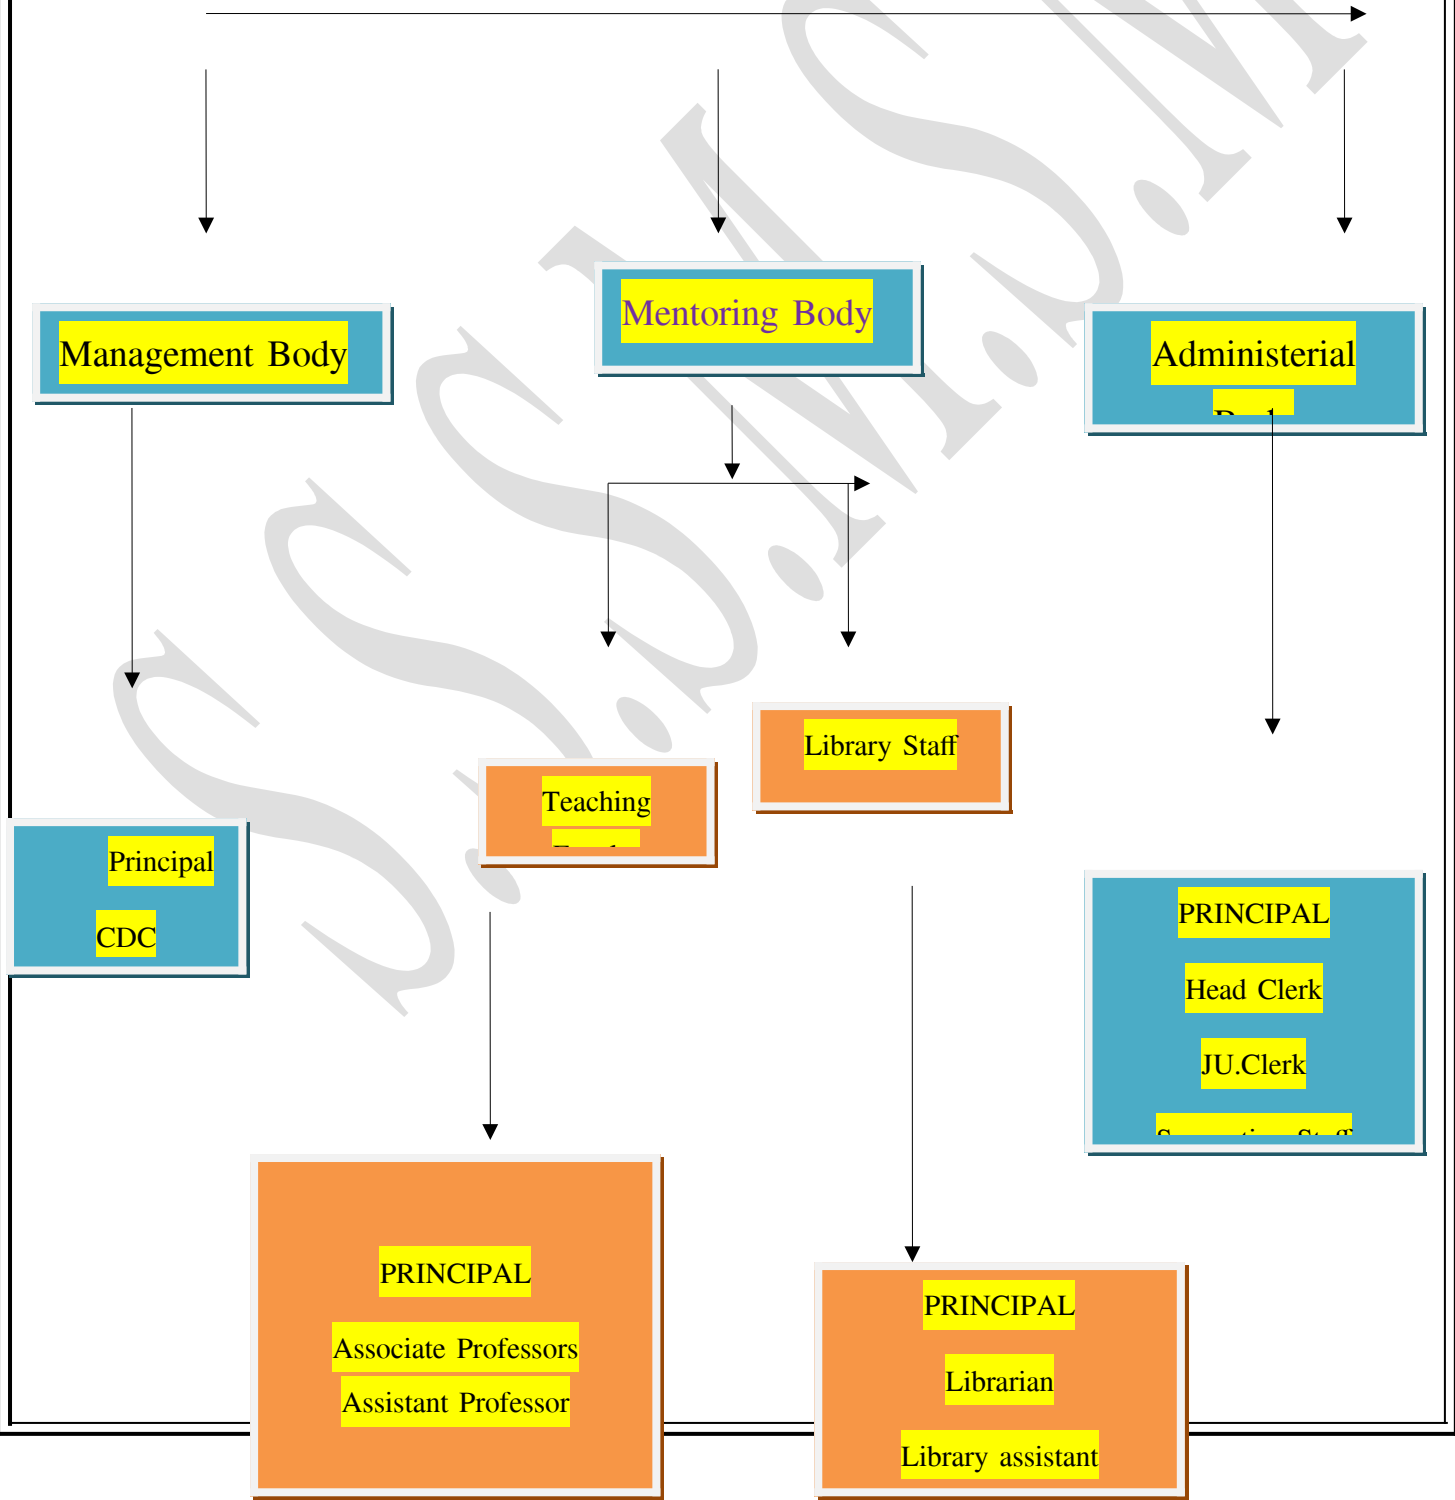 Mentoring Body
Management Body
Administerial
Library Staff
Teaching
Principal
CDC
PRINCIPAL
Head Clerk
JU.Clerk
PRINCIPAL
Associate Professors
Assistant Professor
PRINCIPAL
Librarian
Library assistant
S.S.M.M.S.M